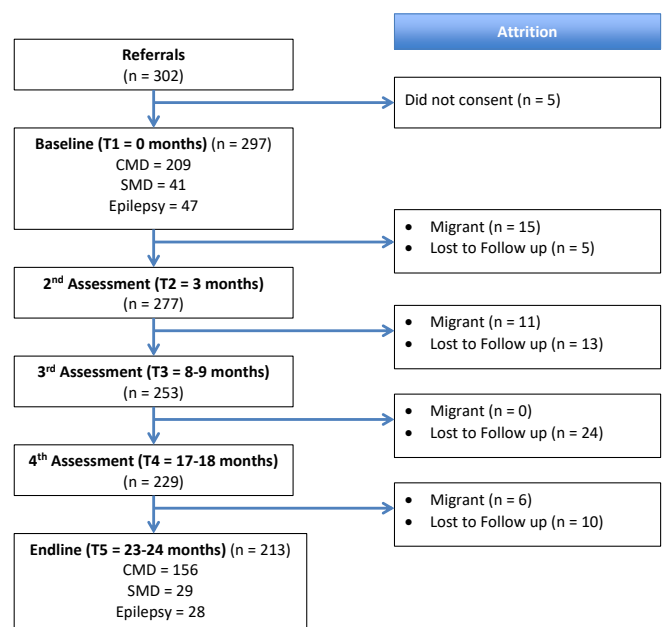 Attrition
Referrals
(n = 302)
Did not consent (n = 5)
Baseline (T1 = 0 months) (n = 297)
CMD = 209
SMD = 41
Epilepsy = 47
• Migrant (n = 15)
• Lost to Follow up (n = 5)
2nd Assessment (T2 = 3 months)
(n = 277)
• Migrant (n = 11)
• Lost to Follow up (n = 13)
3rd Assessment (T3 = 8-9 months)
(n = 253)
• Migrant (n = 0)
• Lost to Follow up (n = 24)
4th Assessment (T4 = 17-18 months)
(n = 229)
• Migrant (n = 6)
• Lost to Follow up (n = 10)
Endline (T5 = 23-24 months) (n = 213)
CMD = 156
SMD = 29
Epilepsy = 28